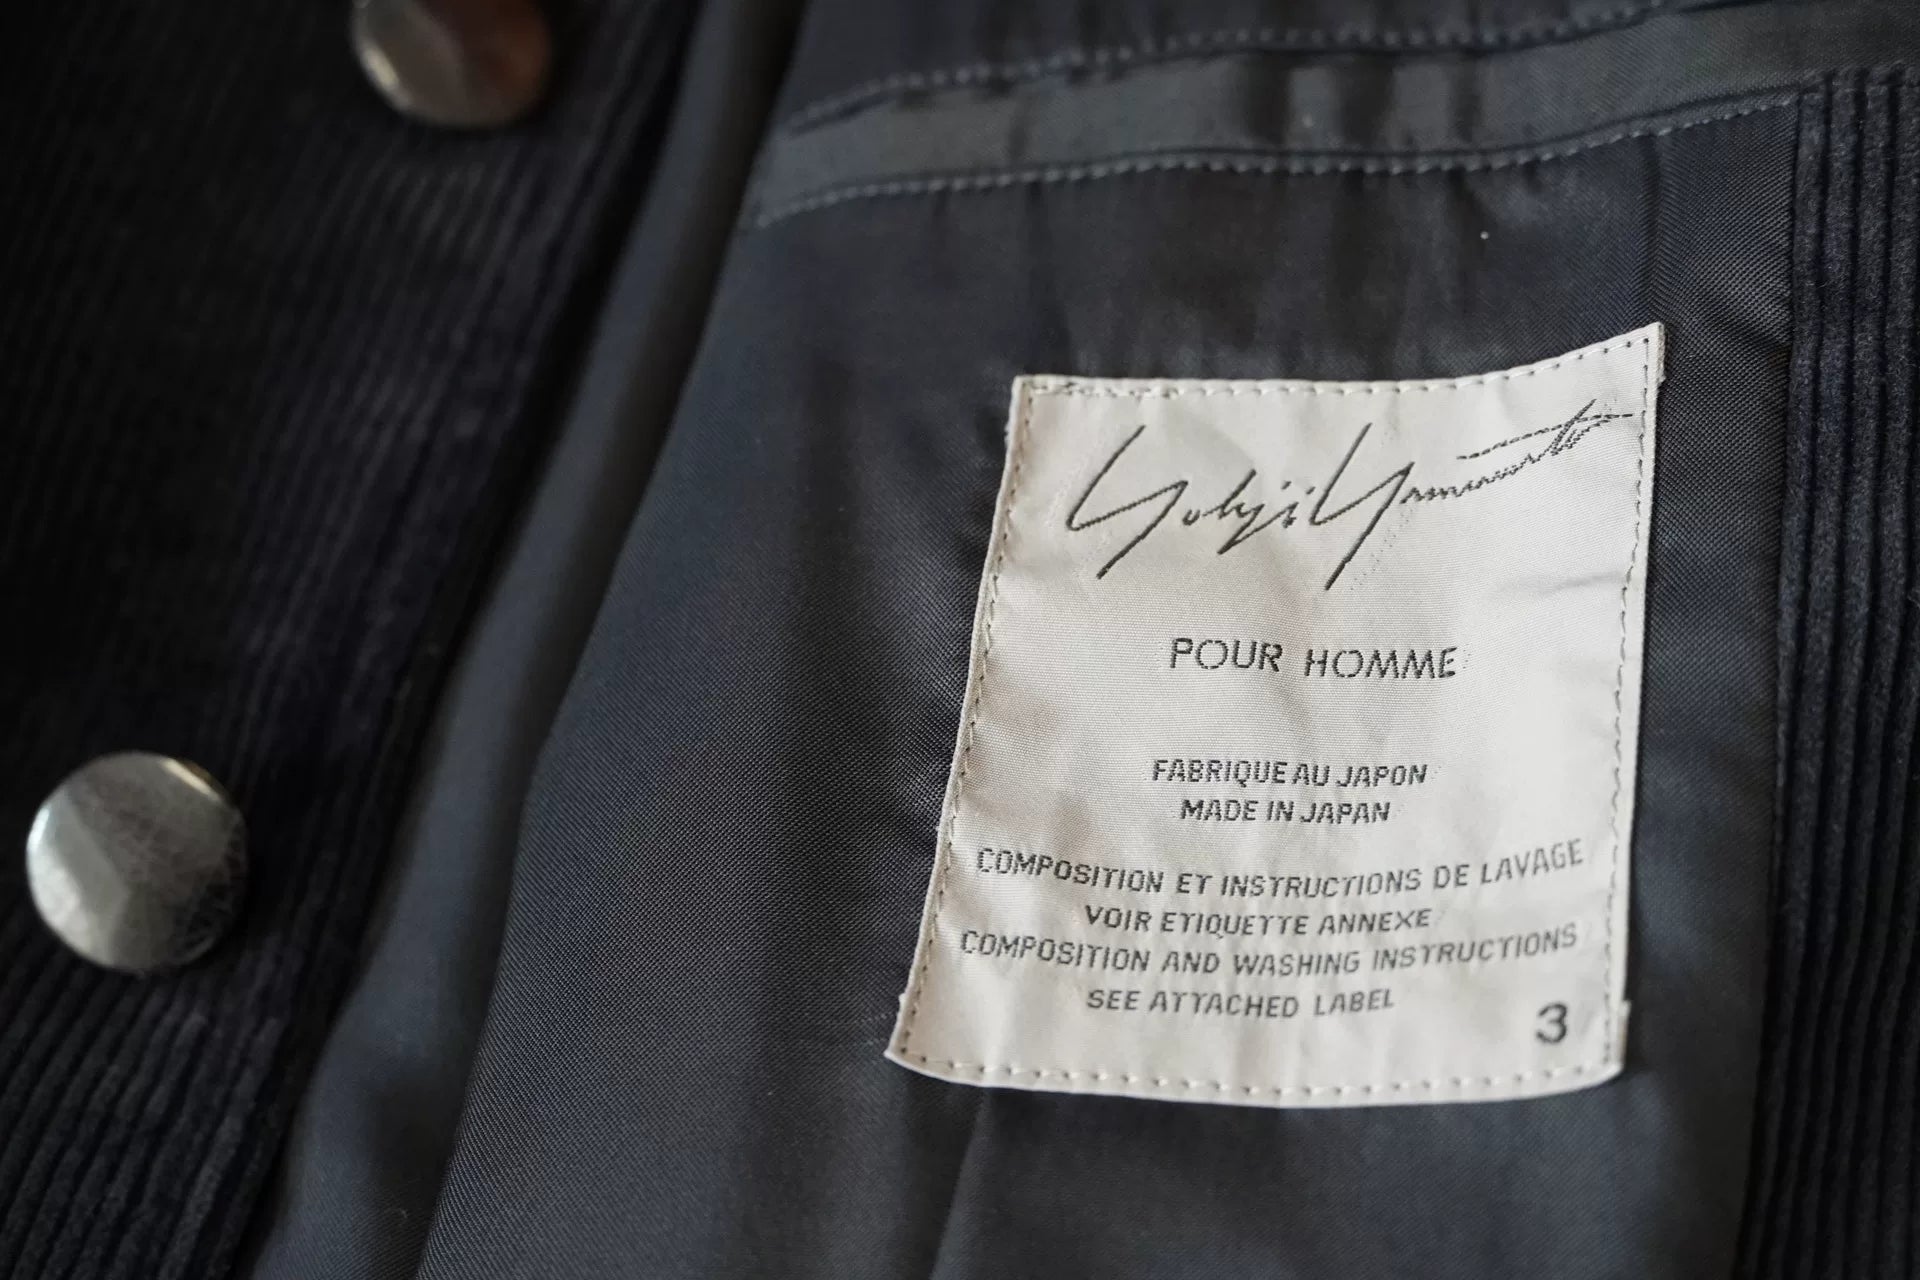 Yohji Yamamoto
POUR HOMME
FABRIQUE AU JAPON
MADE IN JAPAN
COMPOSITION ET INSTRUCTIONS DE LAVAGE
VOIR ETIQUETTE ANNEXE
COMPOSITION AND WASHING INSTRUCTIONS
SEE ATTACHED LABEL
3